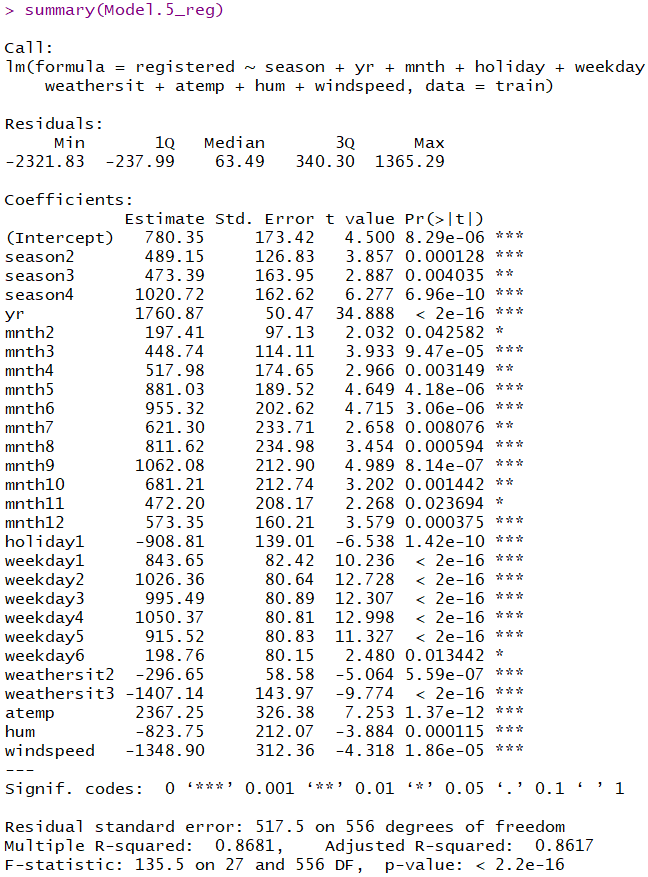 > summary(Model.5_reg)
Call:
lm(formula = registered ~ season + yr + mnth + holiday + weekday
weathersit + atemp + hum + windspeed, data = train)
Residuals:
Min 1Q Median 3Q Max
-2321.83 -237.99 63.49 340.30 1365.29
Coefficients:
Estimate Std. Error t value Pr(>|t|)
(Intercept) 780.35 173.42 4.500 8.29e-06 ***
season2 489.15 126.83 3.857 0.000128 ***
season3 473.39 163.95 2.887 0.004035 **
season4 1020.72 162.62 6.277 6.96e-10 ***
yr 1760.87 50.47 34.888 < 2e-16 ***
mnth2 197.41 97.13 2.032 0.042582 *
mnth3 448.74 114.11 3.933 9.47e-05 ***
mnth4 517.98 174.65 2.966 0.003149 **
mnth5 881.03 189.52 4.649 4.18e-06 ***
mnth6 955.32 202.62 4.715 3.06e-06 ***
mnth7 621.30 233.71 2.658 0.008076 **
mnth8 811.62 234.98 3.454 0.000594 ***
mnth9 1062.08 212.90 4.989 8.14e-07 ***
mnth10 681.21 212.74 3.202 0.001442 **
mnth11 472.20 208.17 2.268 0.023694 *
mnth12 573.35 160.21 3.579 0.000375 ***
holiday1 -908.81 139.01 -6.538 1.42e-10 ***
weekday1 843.65 82.42 10.236 < 2e-16 ***
weekday2 1026.36 80.64 12.728 < 2e-16 ***
weekday3 995.49 80.89 12.307 < 2e-16 ***
weekday4 1050.37 80.81 12.998 < 2e-16 ***
weekday5 915.52 80.83 11.327 < 2e-16 ***
weekday6 198.76 80.15 2.480 0.013442 *
weathersit2 -296.65 58.58 -5.064 5.59e-07 ***
weathersit3 -1407.14 143.97 -9.774 < 2e-16 ***
atemp 2367.25 326.38 7.253 1.37e-12 ***
hum -823.75 212.07 -3.884 0.000115 ***
windspeed -1348.90 312.36 -4.318 1.86e-05 ***
---
Signif. codes: 0 ‘***’ 0.001 ‘**’ 0.01 ‘*’ 0.05 ‘.’ 0.1 ‘ ’ 1
Residual standard error: 517.5 on 556 degrees of freedom
Multiple R-squared: 0.8681, Adjusted R-squared: 0.8617
F-statistic: 135.5 on 27 and 556 DF, p-value: < 2.2e-16